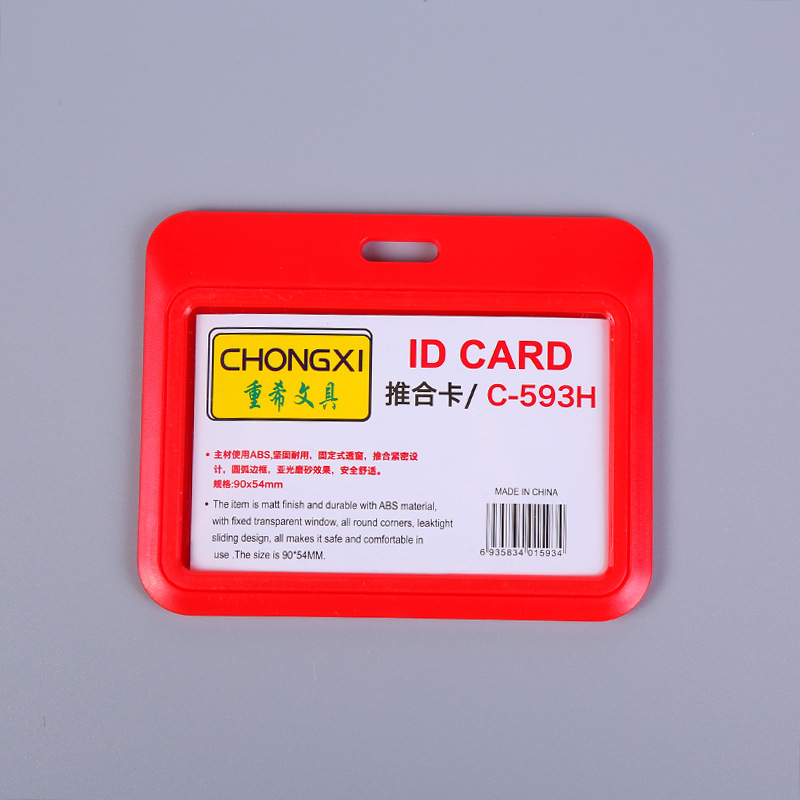 CHONGXI
重希文具
ID CARD
推合卡/ C-593H
• 主材使用ABS,坚固耐用，固定式透窗，推合紧密设
计，圆弧边框，亚光磨砂效果，安全舒适。
规格:90x54mm
• The item is matt finish and durable with ABS material,
with fixed transparent window, all round corners, leaktight
sliding design, all makes it safe and comfortable in
use .The size is 90*54MM.
MADE IN CHINA
6 935834 015934